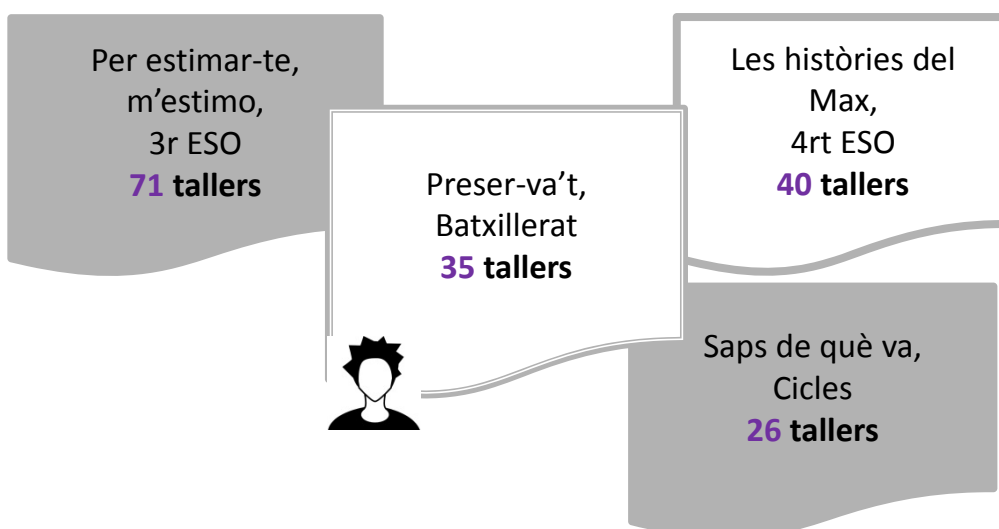 Per estimar-te,
m’estimo,
3r ESO
71 tallers
Preser-va’t,
Batxillerat
35 tallers
Les històries del
Max,
4rt ESO
40 tallers
Saps de què va,
Cicles
26 tallers